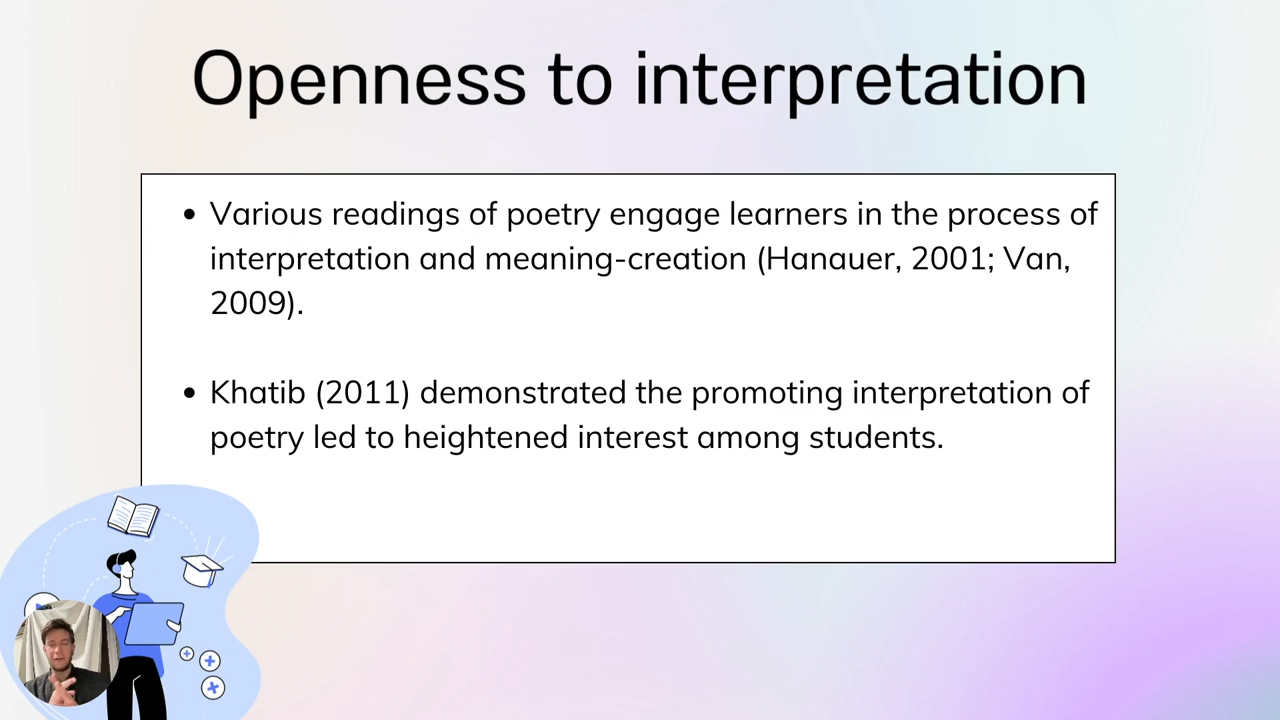 Openness to interpretation
• Various readings of poetry engage learners in the process of
interpretation and meaning-creation (Hanauer, 2001; Van,
2009).
• Khatib (2011) demonstrated the promoting interpretation of
poetry led to heightened interest among students.